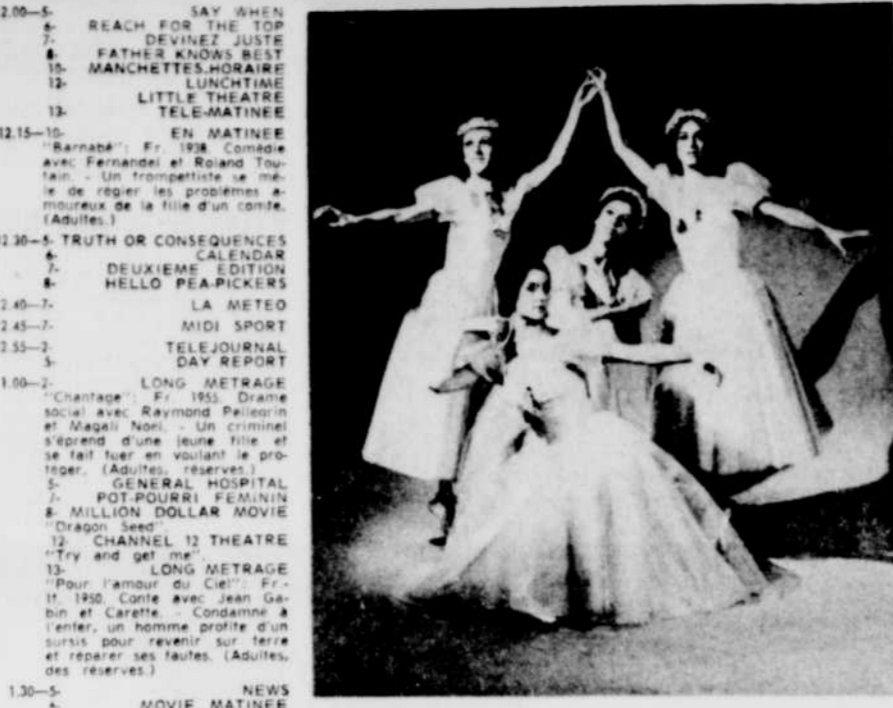 2.00—5- SAY WHEN
6- REACH FOR THE TOP
7- DEVINEZ JUSTE
8- FATHER KNOWS BEST
10- MANCHETTES-HORAIRE
12- LUNCHTIME
LITTLE THEATRE
13- TELE-MATINEE
12.15—10- EN MATINEE
"Barnabé": Fr. 1938. Comédie
avec Fernandel et Roland Tou-
tain. - Un trompettiste se mê-
le de régler les problèmes a-
moureux de la fille d'un comte.
(Adultes.)
12.30—5- TRUTH OR CONSEQUENCES
6- CALENDAR
7- DEUXIEME EDITION
8- HELLO PEA-PICKERS
2.40—7- LA METEO
2.45—7- MIDI SPORT
2.55—2- TELEJOURNAL
5- DAY REPORT
1.00—2- LONG METRAGE
"Chantage": Fr. 1955. Drame
social avec Raymond Pellegrin
et Magali Noel. - Un criminel
s'éprend d'une jeune fille et
se fait tuer en voulant le pro-
téger. (Adultes, réserves.)
5- GENERAL HOSPITAL
7- POT-POURRI FEMININ
8- MILLION DOLLAR MOVIE
"Dragon Seed".
12- CHANNEL 12 THEATRE
"Try and get me".
13- LONG METRAGE
"Pour l'amour du Ciel": Fr.-
It. 1950. Conte avec Jean Ga-
bin et Carette. - Condamné à
l'enfer, un homme profite d'un
sursis pour revenir sur terre
et réparer ses fautes. (Adultes,
des réserves.)
1.30—5- NEWS
6- MOVIE MATINEE